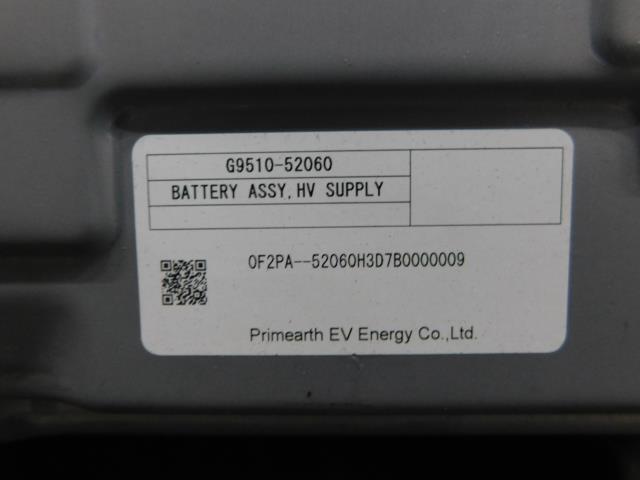 G9510-52060
BATTERY ASSY, HV SUPPLY
0F2PA--52060H3D7B0000009
Primearth EV Energy Co.,Ltd.